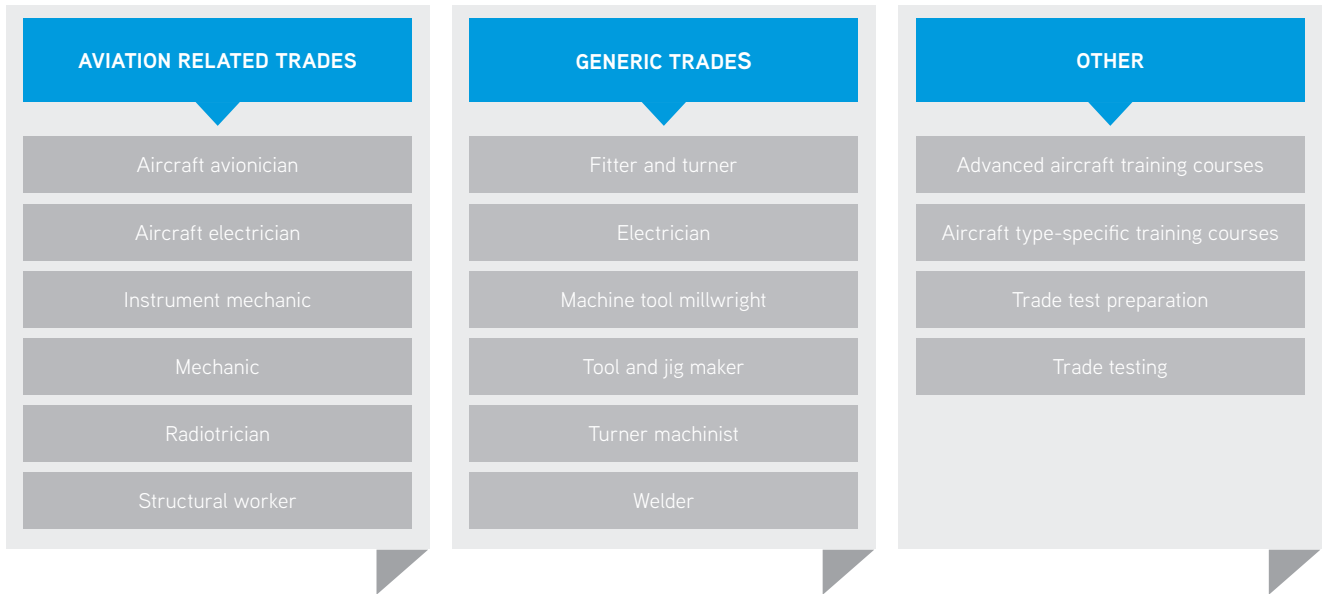 AVIATION RELATED TRADES
Aircraft avionician
Aircraft electrician
Instrument mechanic
Mechanic
Radiotrician
Structural worker
GENERIC TRADES
Fitter and turner
Electrician
Machine tool millwright
Tool and jig maker
Turner machinist
Welder
OTHER
Advanced aircraft training courses
Aircraft type-specific training courses
Trade test preparation
Trade testing